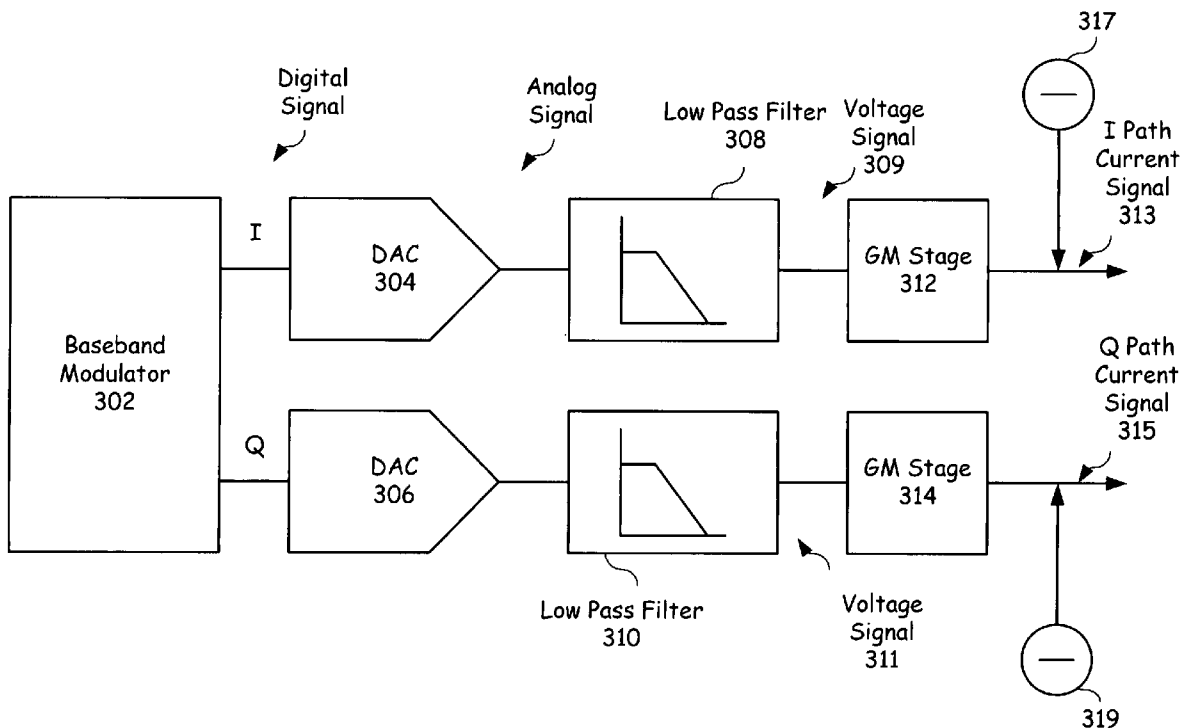 317
Digital
Signal
Analog
Signal
Low Pass Filter
308
Voltage
Signal
309
I Path
Current
Signal
313
I
DAC
304
GM Stage
312
Baseband
Modulator
302
Q
DAC
306
GM Stage
314
Q Path
Current
Signal
315
Low Pass Filter
310
Voltage
Signal
311
319